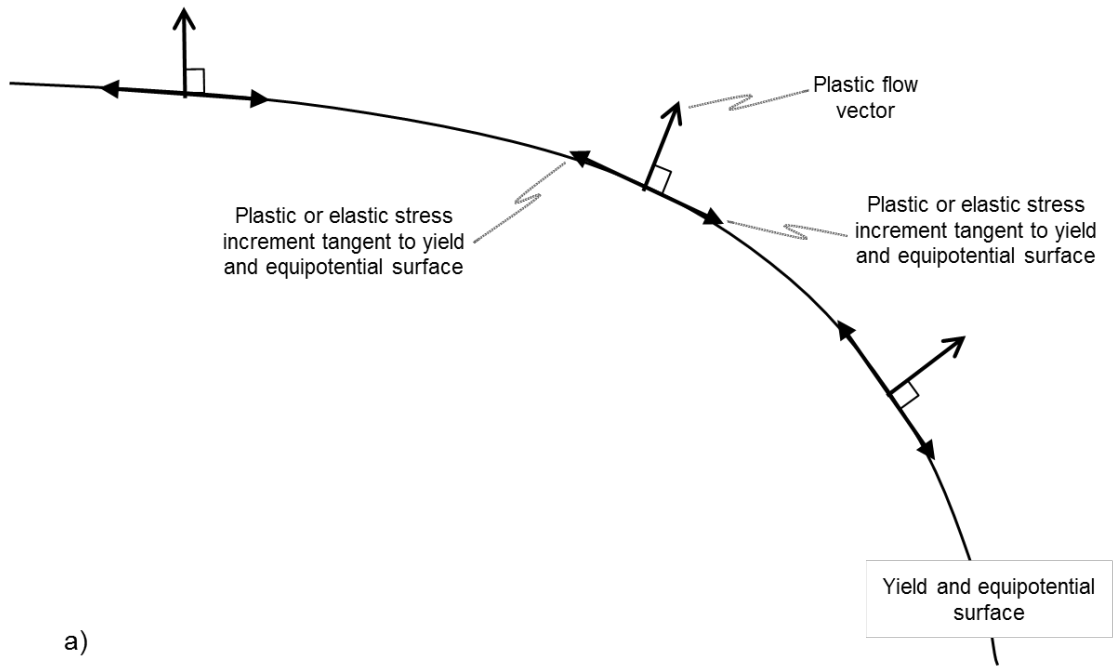 Plastic flow
vector
Plastic or elastic stress
increment tangent to yield
and equipotential surface
Plastic or elastic stress
increment tangent to yield
and equipotential surface
Yield and equipotential
surface
a)